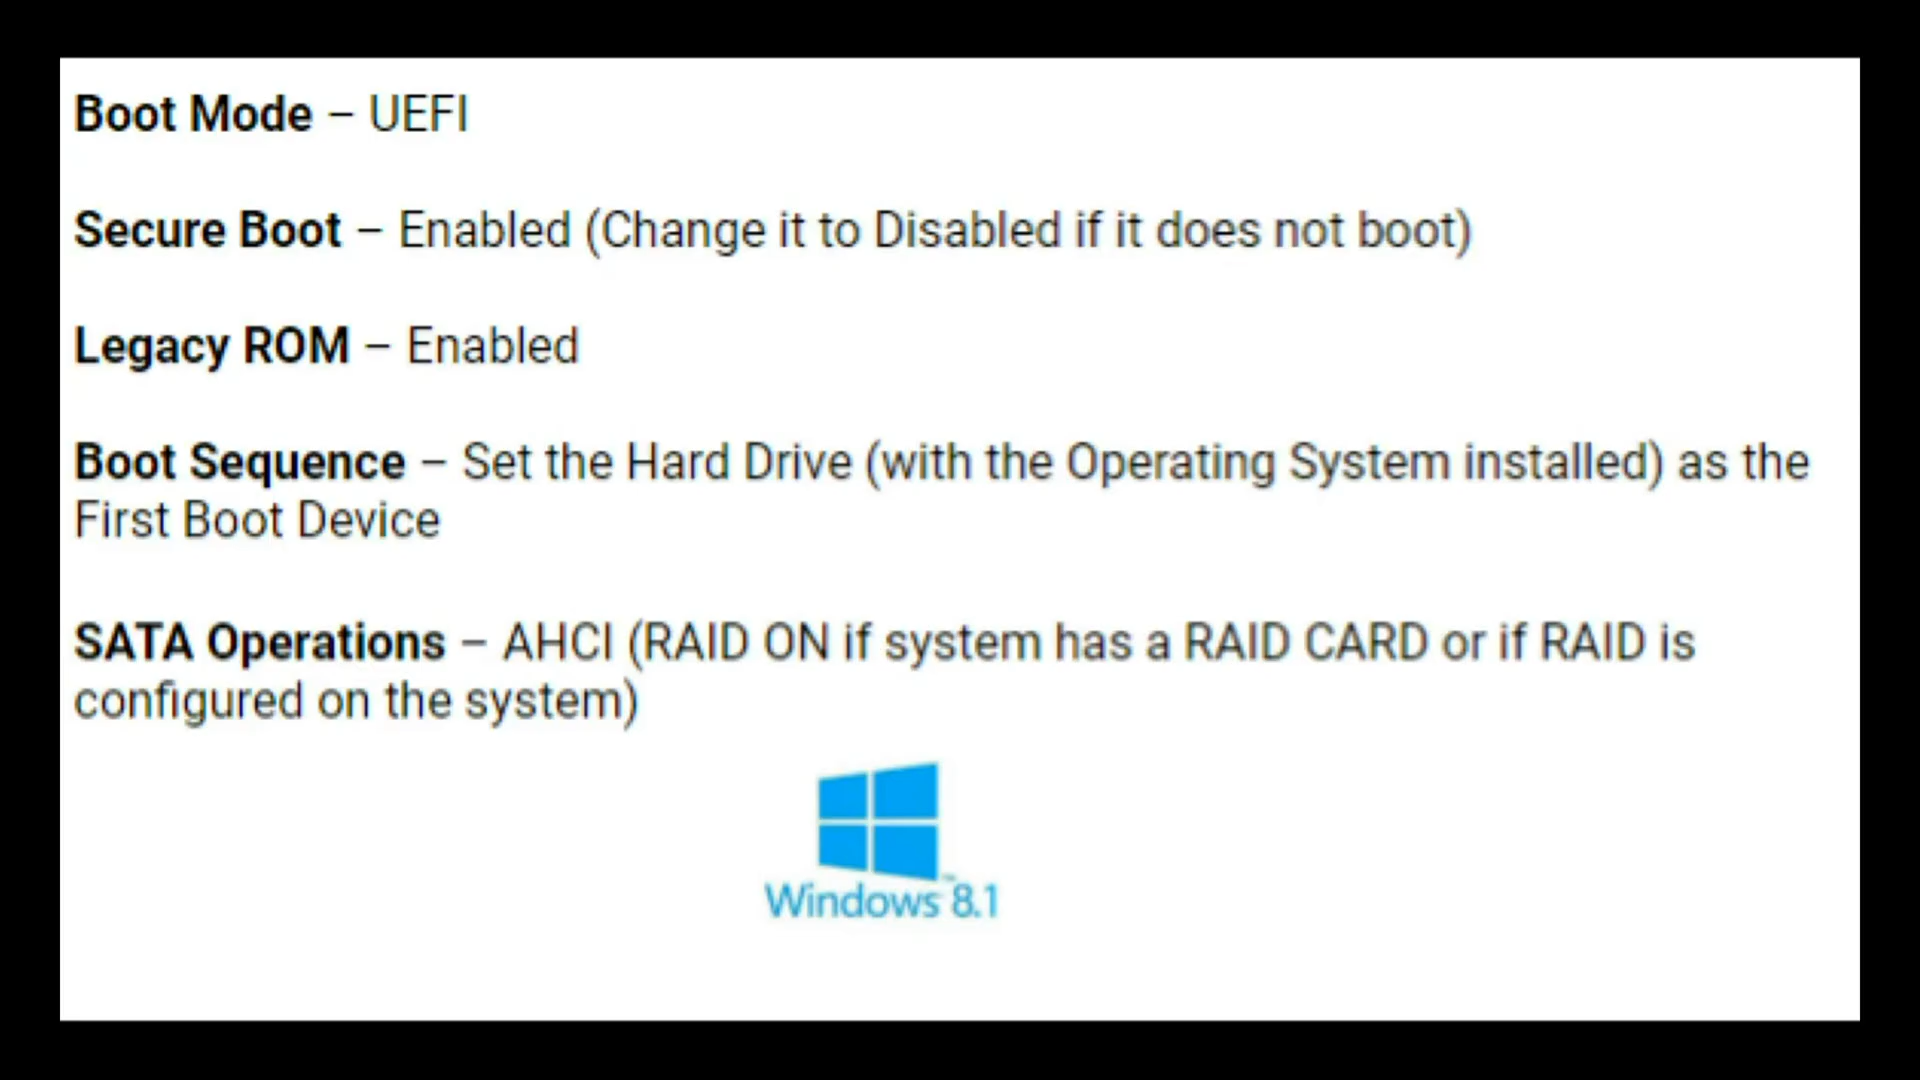 Boot Mode – UEFI
Secure Boot – Enabled (Change it to Disabled if it does not boot)
Legacy ROM – Enabled
Boot Sequence – Set the Hard Drive (with the Operating System installed) as the
First Boot Device
SATA Operations – AHCI (RAID ON if system has a RAID CARD or if RAID is
configured on the system)
Windows 8.1